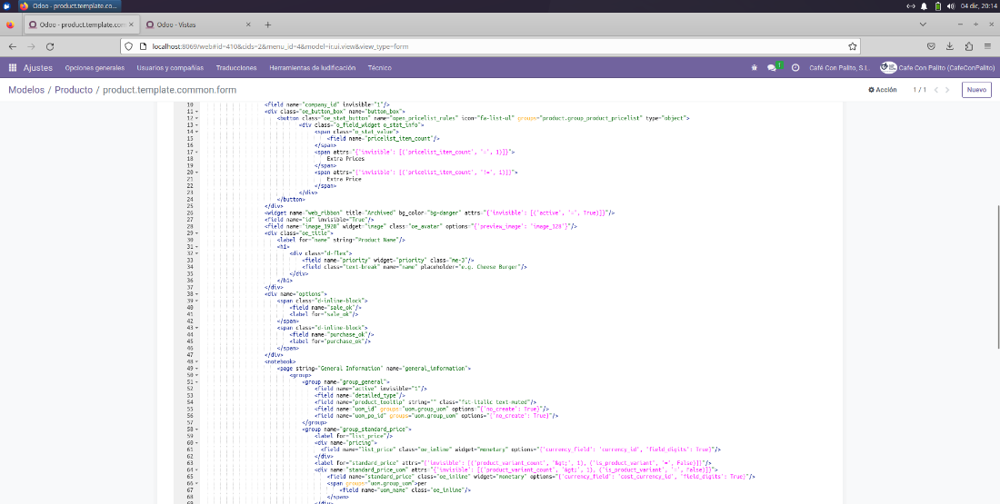 Odoo - product.template.co...
04 dic, 20:14
Odoo - product.template.com
Odoo - Vistas
localhost:8069/web#id=410&cids=2&menu_id=4&model=ir.ui.view&view_type=form
Ajustes Opciones generales Usuarios y compañías Traducciones Herramientas de ludificación Técnico 1 Café Con Palito, S.L. Cafe Con Palito (CafeConPalito)
Modelos / Producto / product.template.common.form Acción 1 / 1 Nuevo
10 <field name="company_id" invisible="1"/>
11 <div class="oe_button_box" name="button_box">
12 <button class="oe_stat_button" name="open_pricelist_rules" icon="fa-list-ul" groups="product.group_product_pricelist" type="object">
13 <div class="o_field_widget o_stat_info">
14 <span class="o_stat_value">
15 <field name="pricelist_item_count"/>
16 </span>
17 <span attrs="{'invisible': [('pricelist_item_count', '=', 1)]}">
18 Extra Prices
19 </span>
20 <span attrs="{'invisible': [('pricelist_item_count', '!=', 1)]}">
21 Extra Price
22 </span>
23 </div>
24 </button>
25 </div>
26 <widget name="web_ribbon" title="Archived" bg_color="bg-danger" attrs="{'invisible': [('active', '=', True)]}"/>
27 <field name="id" invisible="True"/>
28 <field name="image_1920" widget="image" class="oe_avatar" options="{'preview_image': 'image_128'}"/>
29 <div class="oe_title">
30 <label for="name" string="Product Name"/>
31 <h1>
32 <div class="d-flex">
33 <field name="priority" widget="priority" class="me-3"/>
34 <field class="text-break" name="name" placeholder="e.g. Cheese Burger"/>
35 </div>
36 </h1>
37 </div>
38 <div name="options">
39 <span class="d-inline-block">
40 <field name="sale_ok"/>
41 <label for="sale_ok"/>
42 </span>
43 <span class="d-inline-block">
44 <field name="purchase_ok"/>
45 <label for="purchase_ok"/>
46 </span>
47 </div>
48 <notebook>
49 <page string="General Information" name="general_information">
50 <group>
51 <group name="group_general">
52 <field name="active" invisible="1"/>
53 <field name="detailed_type"/>
54 <field name="product_tooltip" string="" class="fst-italic text-muted"/>
55 <field name="uom_id" groups="uom.group_uom" options="{'no_create': True}"/>
56 <field name="uom_po_id" groups="uom.group_uom" options="{'no_create': True}"/>
57 </group>
58 <group name="group_standard_price">
59 <label for="list_price"/>
60 <div name="pricing">
61 <field name="list_price" class="oe_inline" widget="monetary" options="{'currency_field': 'currency_id', 'field_digits': True}"/>
62 </div>
63 <label for="standard_price" attrs="{'invisible': [('product_variant_count', '&gt;', 1), ('is_product_variant', '=', False)]}"/>
64 <div name="standard_price_uom" attrs="{'invisible': [('product_variant_count', '&gt;', 1), ('is_product_variant', '=', False)]}">
65 <field name="standard_price" class="oe_inline" widget="monetary" options="{'currency_field': 'cost_currency_id', 'field_digits': True}"/>
66 <span groups="uom.group_uom">per
67 <field name="uom_name" class="oe_inline"/>
68 </span>
69 </div>